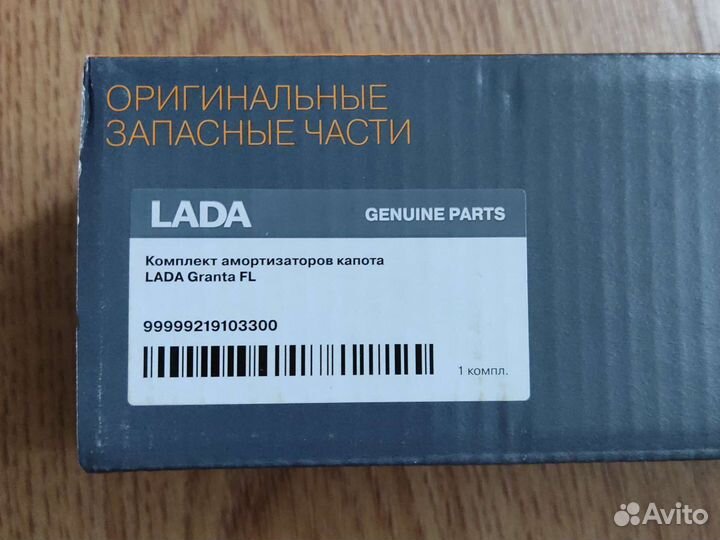 ОРИГИНАЛЬНЫЕ
ЗАПАСНЫЕ ЧАСТИ
LADA GENUINE PARTS
Комплект амортизаторов капота
LADA Granta FL
99999219103300
1 компл.
Avito